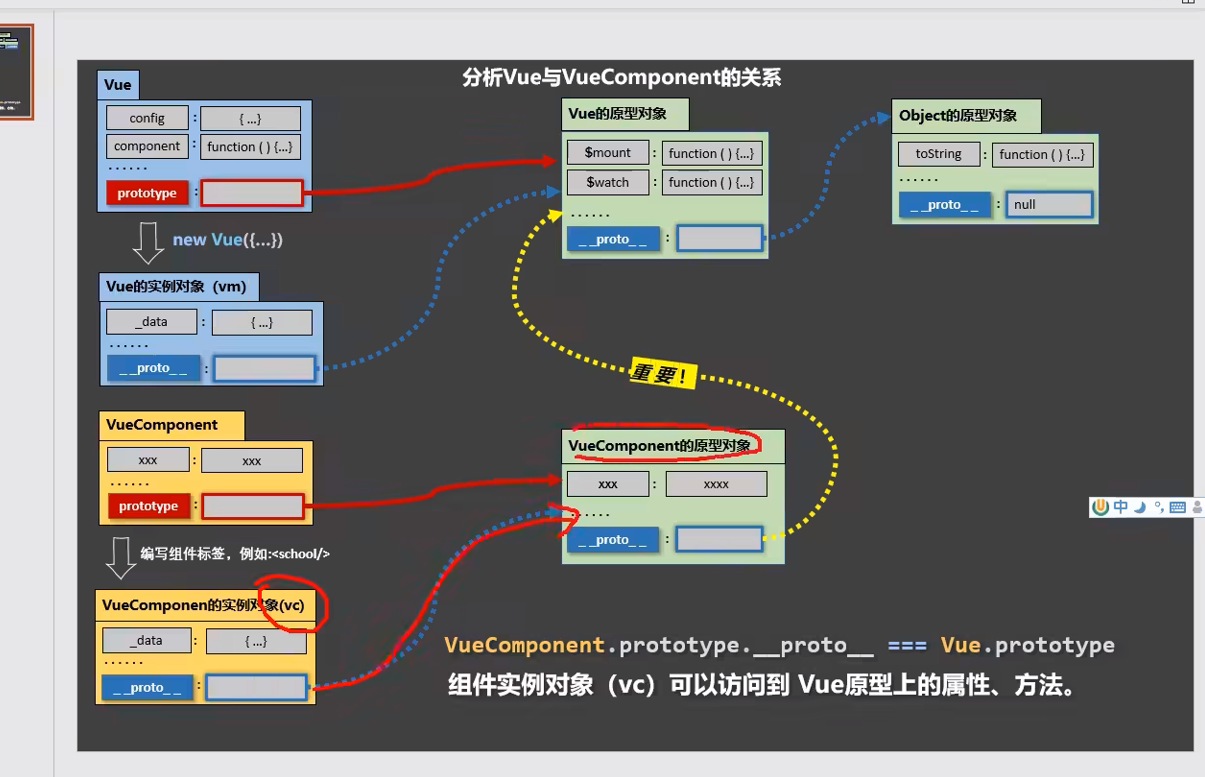 分析Vue与VueComponent的关系
Vue
config : { ...}
component : function ( ) {...}
······
prototype :
new Vue({...})
Vue的实例对象（vm)
_data : { ...}
······
_ _proto_ _ :
Vue的原型对象
$mount : function ( ) {...}
$watch : function ( ) {...}
······
_ _proto_ _ :
Object的原型对象
toString : function ( ) {...}
······
_ _proto_ _ : null
重要！
VueComponent
xxx : xxx
······
prototype :
编写组件标签，例如:<school/>
VueComponen的实例对象(vc)
_data : { ...}
······
_ _proto_ _ :
VueComponent的原型对象
xxx : xxxx
······
_ _proto_ _ :
VueComponent.prototype.__proto__ === Vue.prototype
组件实例对象（vc）可以访问到 Vue原型上的属性、方法。
中